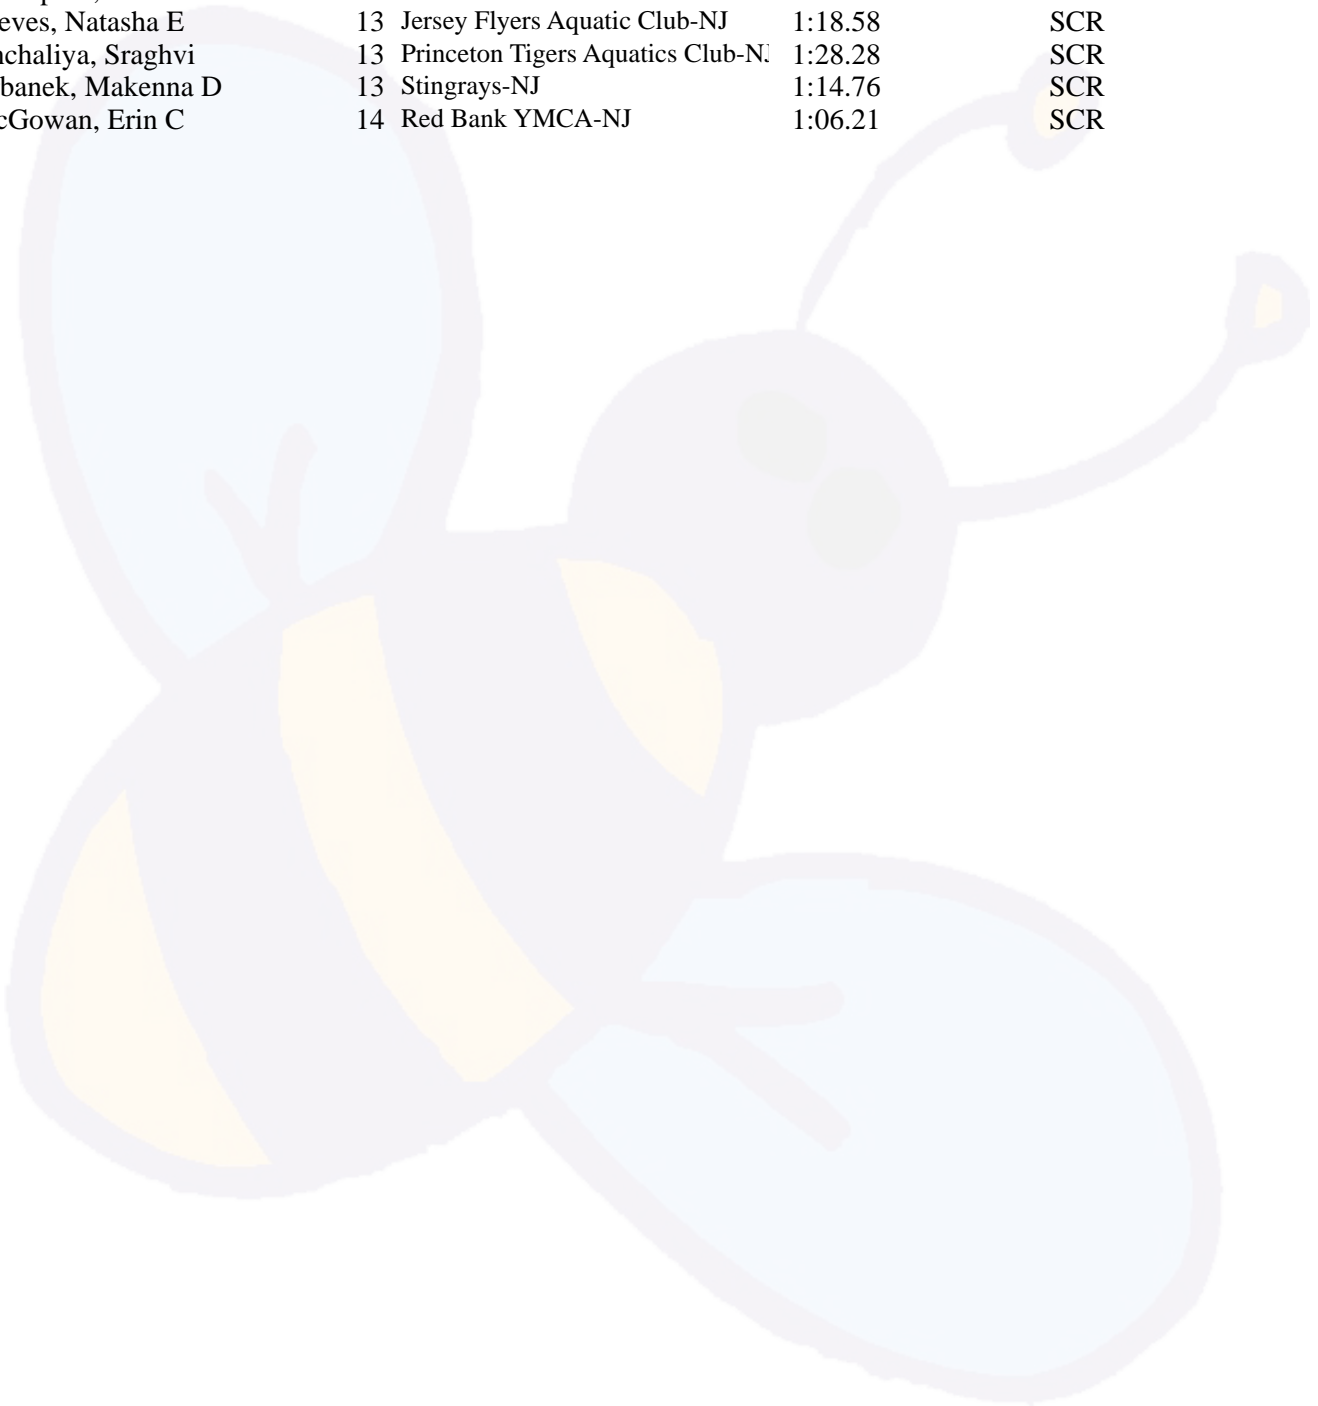 eves, Natasha E 13 Jersey Flyers Aquatic Club-NJ 1:18.58 SCR
chaliya, Sraghvi 13 Princeton Tigers Aquatics Club-N 1:28.28 SCR
banek, Makenna D 13 Stingrays-NJ 1:14.76 SCR
Gowan, Erin C 14 Red Bank YMCA-NJ 1:06.21 SCR